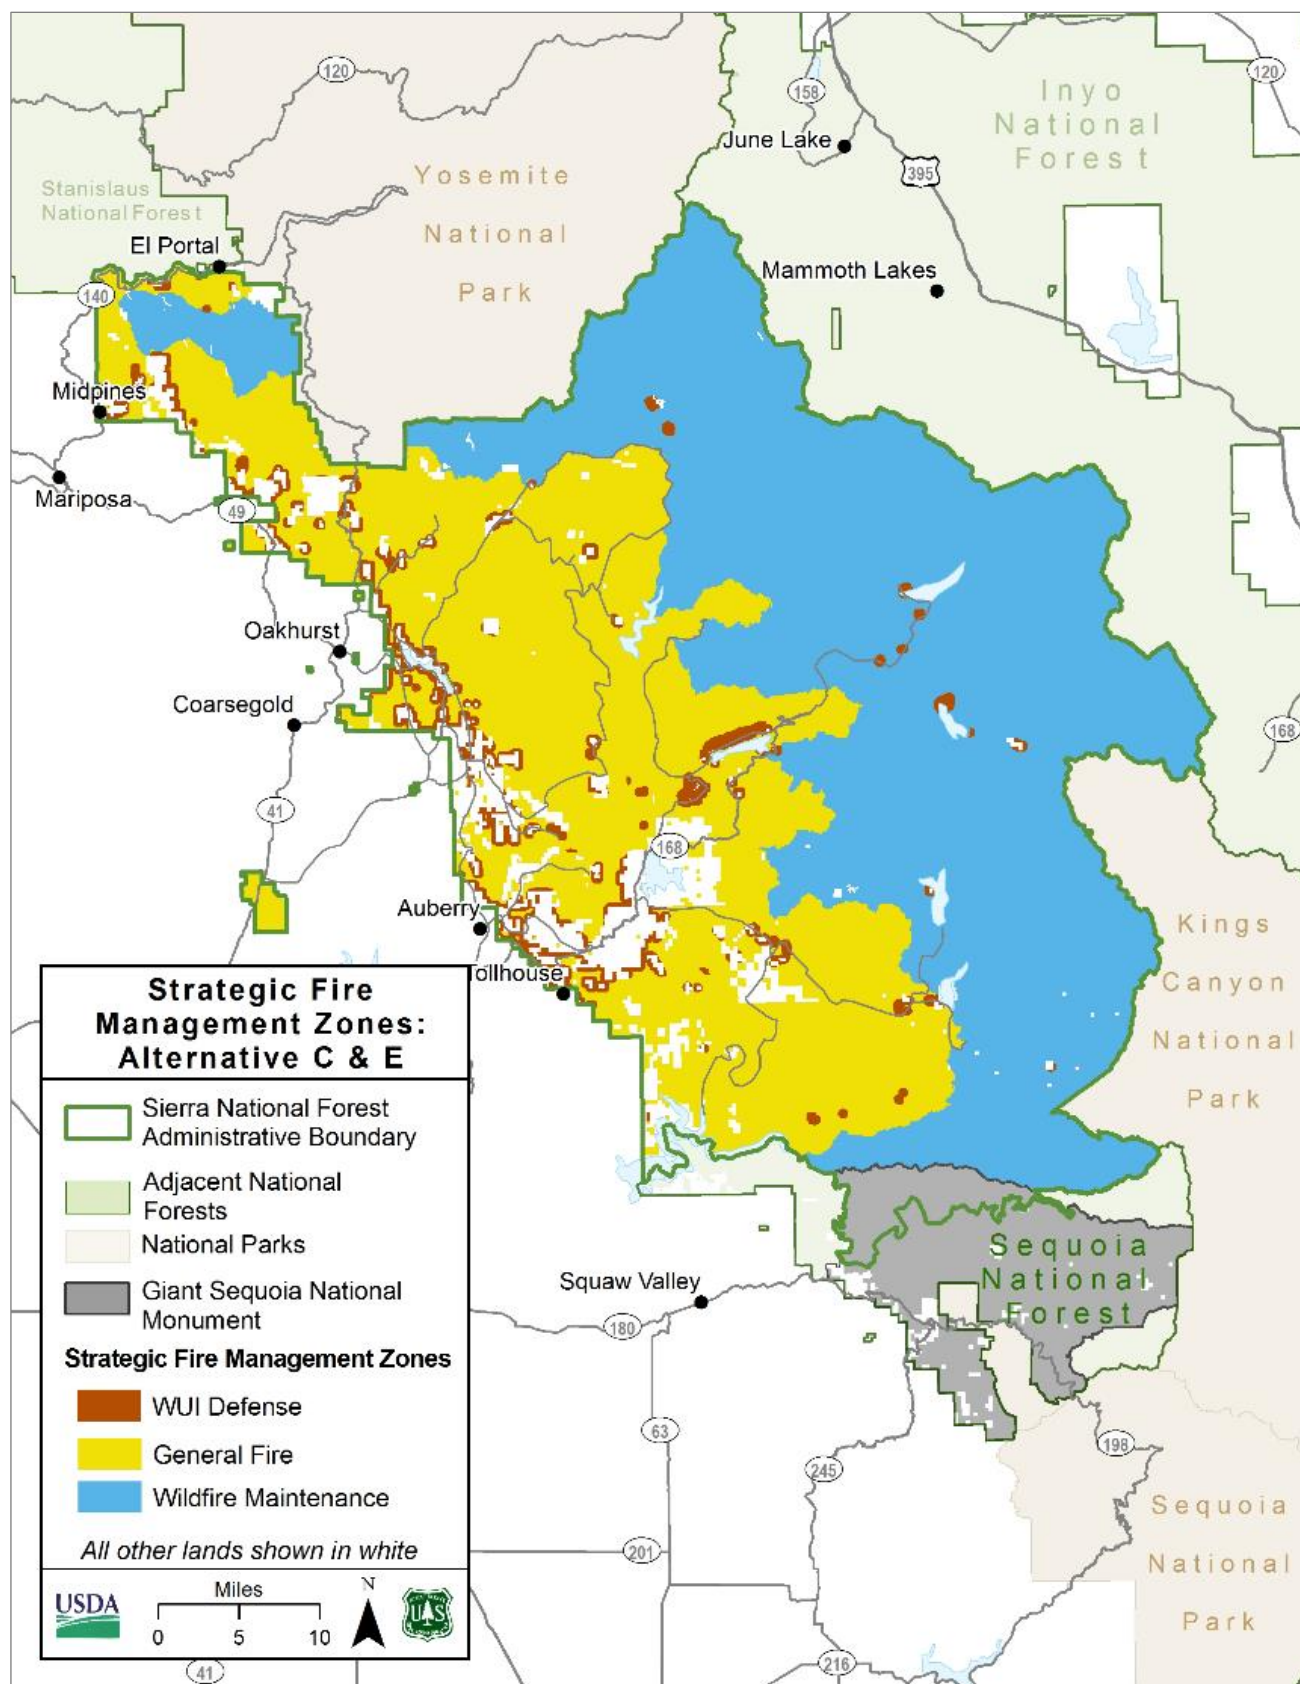 120
158
120
Inyo
National
Forest
June Lake
395
Yosemite
National
Park
Stanislaus
National Forest
El Portal
Mammoth Lakes
140
Midpines
Mariposa
49
Oakhurst
Coarsegold
168
41
168
Auberry
Tollhouse
Kings
Canyon
National
Park
Strategic Fire
Management Zones:
Alternative C & E
Sierra National Forest
Administrative Boundary
Adjacent National
Forests
National Parks
Giant Sequoia National
Monument
Strategic Fire Management Zones
WUI Defense
General Fire
Wildfire Maintenance
All other lands shown in white
USDA
Miles
0 5 10
N
U S
Sequoia
National
Forest
Squaw Valley
180
63
198
245
201
Sequoia
National
Park
41
216